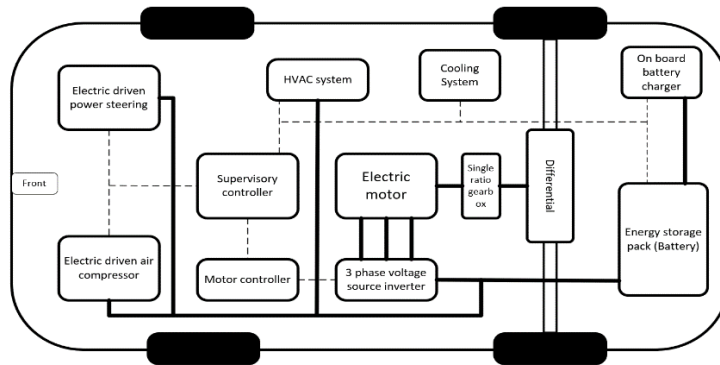 Electric driven
power steering
HVAC system
Cooling
System
On board
battery
charger
Front
Supervisory
controller
Electric
motor
Single
ratio
gearb
ox
Differential
Energy storage
pack (Battery)
Electric driven air
compressor
Motor controller
3 phase voltage
source inverter